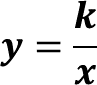 y = k/x